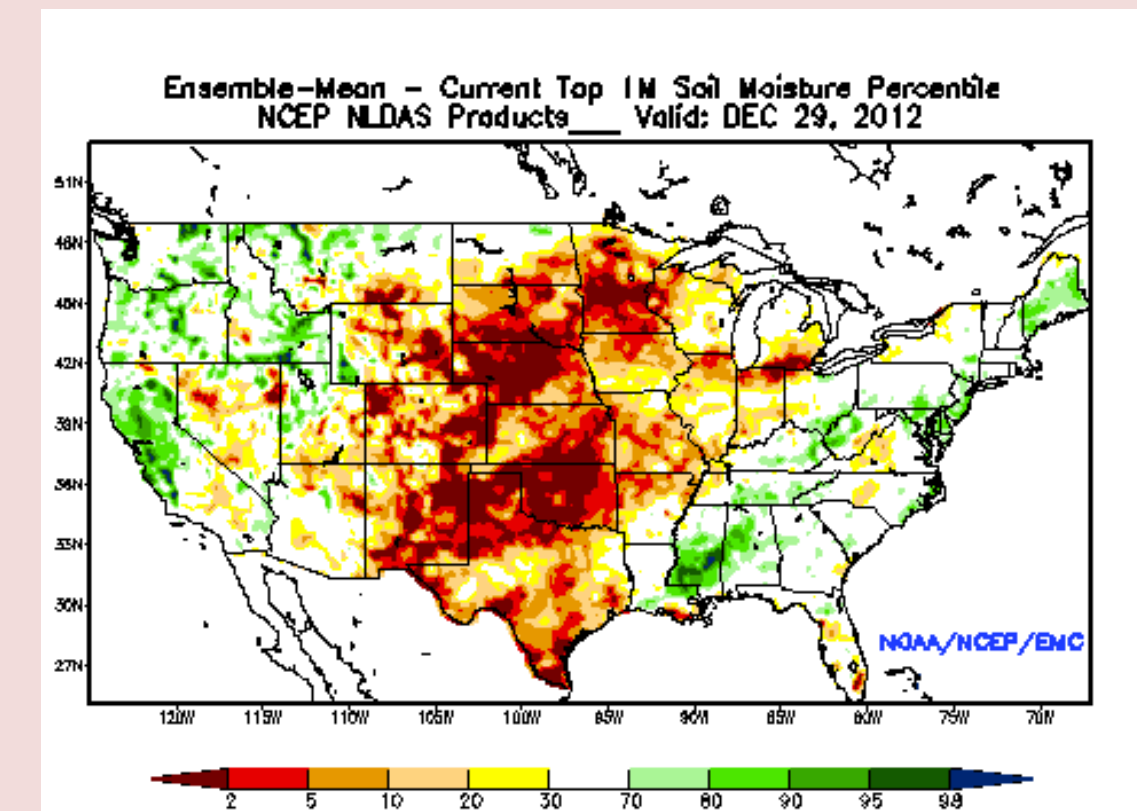 Ensemble-Mean - Current Top 1M Soil Moisture Percentile
NCEP NLDAS Products___ Valid: DEC 29, 2012
51N
48N
45N
42N
39N
36N
33N
30N
27N
NOAA/NCEP/EMC
120W 115W 110W 105W 100W 95W 90W 85W 80W 75W 70W
2 5 10 20 30 70 80 90 95 98